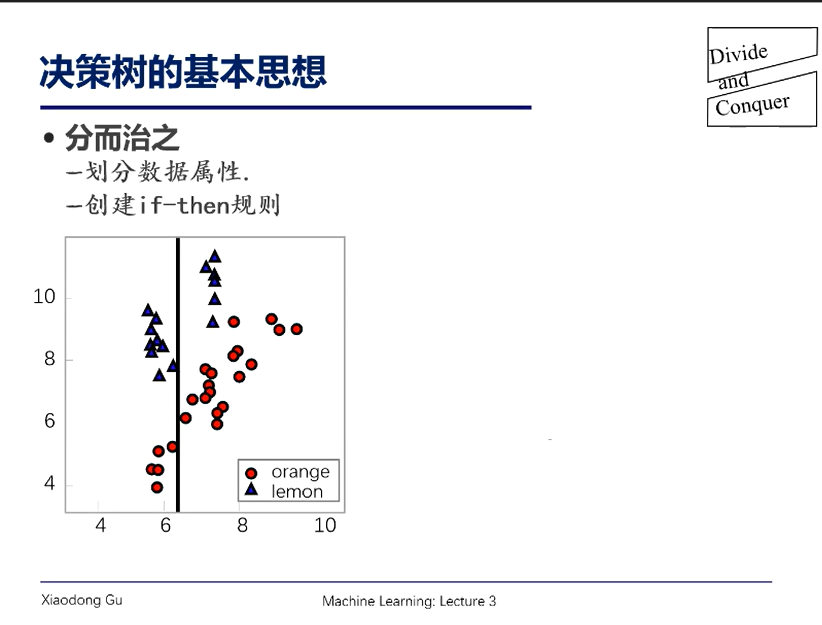 决策树的基本思想
Divide
and
Conquer
• 分而治之
–划分数据属性.
–创建if-then规则
10
8
6
4
orange
lemon
4 6 8 10
Xiaodong Gu
Machine Learning: Lecture 3